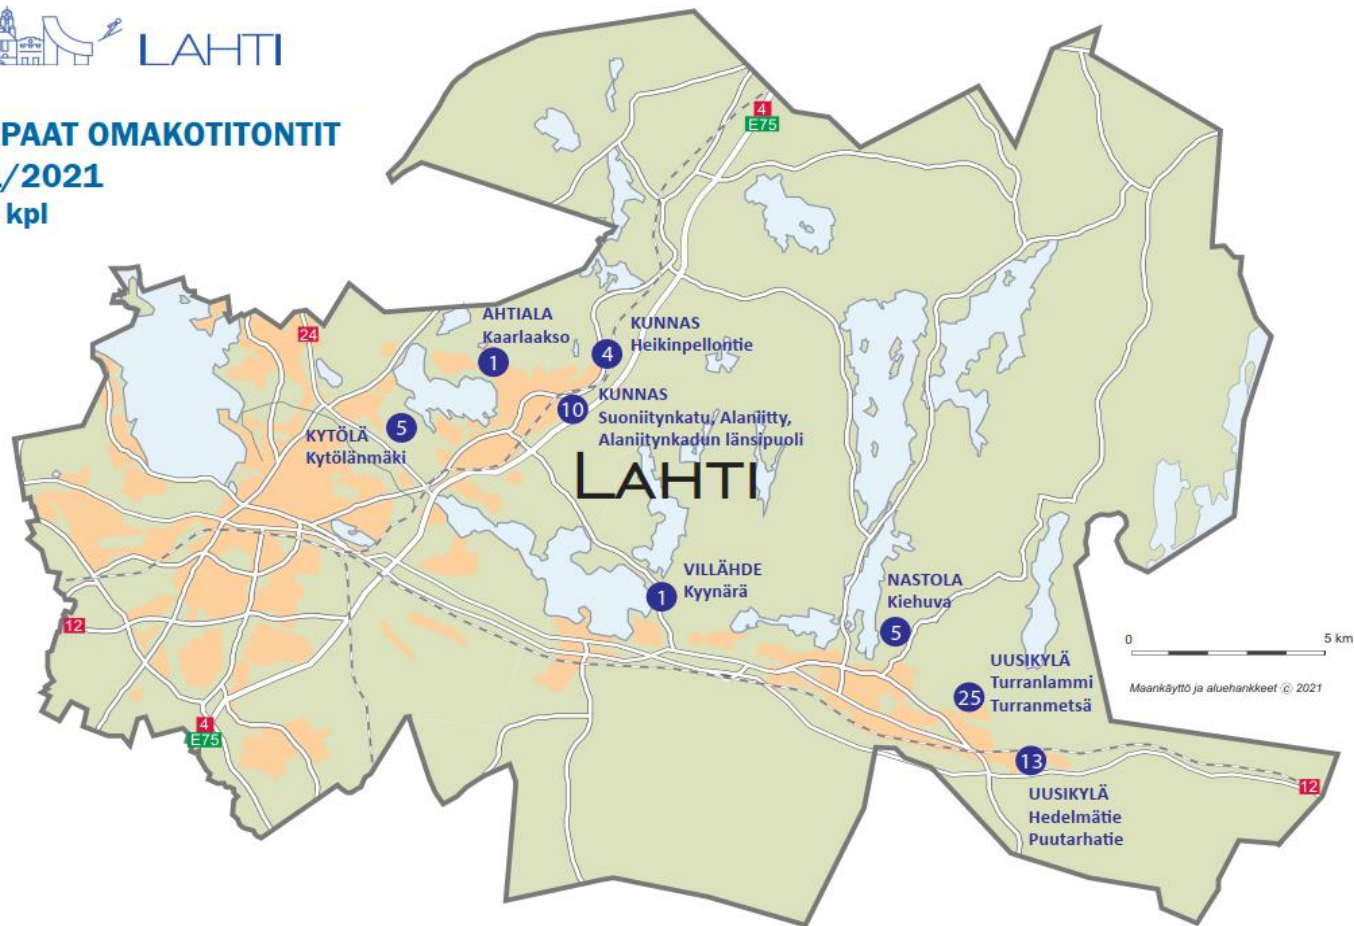 LAHTI
PAAT OMAKOTITONTIT
/2021
kpl
4
E75
24
AHTIALA
Kaarlaakso
1
KUNNAS
Heikinpellontie
4
KUNNAS
Suoniitynkatu, Alaniitty,
Alaniitynkadun länsipuoli
10
KYTÖLÄ
Kytölänmäki
5
LAHTI
VILLÄHDE
Kyynärä
1
NASTOLA
Kiehuva
5
12
0 5 km
Maankäyttö ja aluehankkeet © 2021
UUSIKYLÄ
Turranlammi
Turranmetsä
25
4
E75
13
UUSIKYLÄ
Hedelmätie
Puutarhatie
12